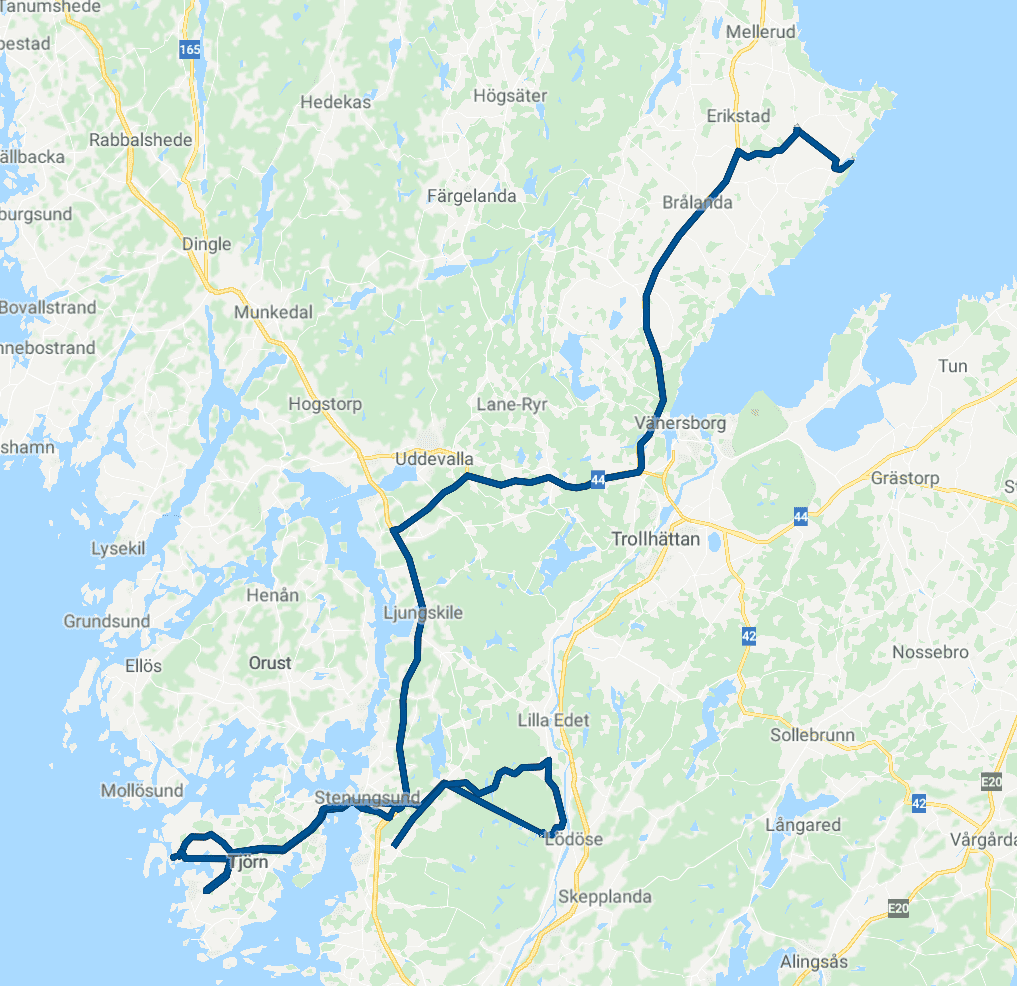 Tanumshede
Mellerud
pestad
165
Högsäter
Hedekas
Erikstad
Rabbalshede
ällbacka
Färgelanda
Brålanda
burgsund
Dingle
Bovallstrand
Munkedal
nnebostrand
Tun
Hogstorp
Lane-Ryr
Vänersborg
shamn
Uddevalla
44
Grästorp
S
44
Trollhättan
Lysekil
Henån
Ljungskile
Grundsund
42
Nossebro
Orust
Ellös
Lilla Edet
Sollebrunn
E20
Mollösund
Stenungsund
42
Långared
Lödöse
Vårgårda
Tjörn
Skepplanda
E20
Alingsås